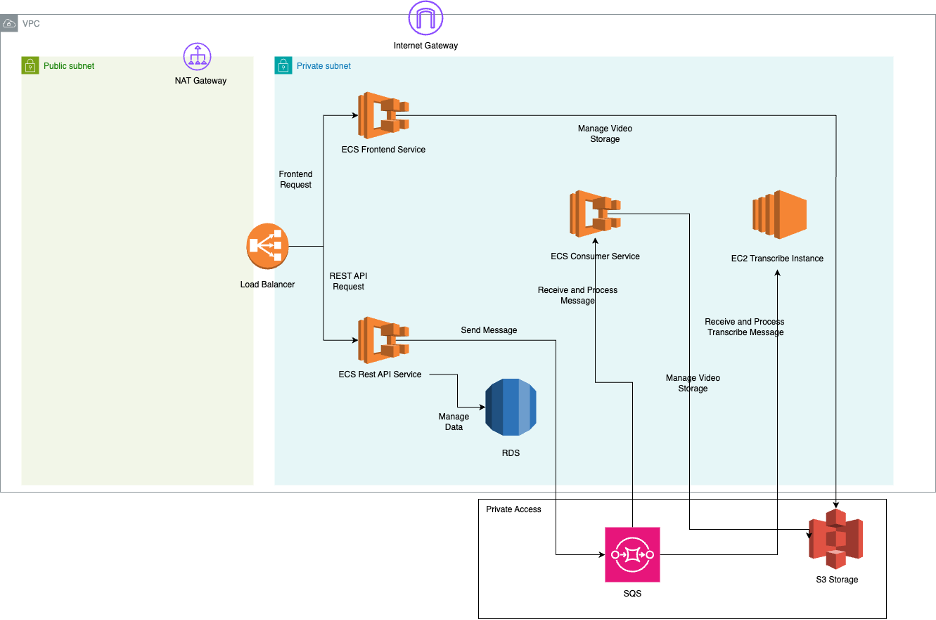 VPC
Internet Gateway
Public subnet
NAT Gateway
Private subnet
ECS Frontend Service
Manage Video
Storage
Frontend
Request
Load Balancer
REST API
Request
ECS Consumer Service
EC2 Transcribe Instance
Receive and Process
Message
Receive and Process
Transcribe Message
Send Message
ECS Rest API Service
Manage
Data
RDS
Manage Video
Storage
Private Access
SQS
S3 Storage